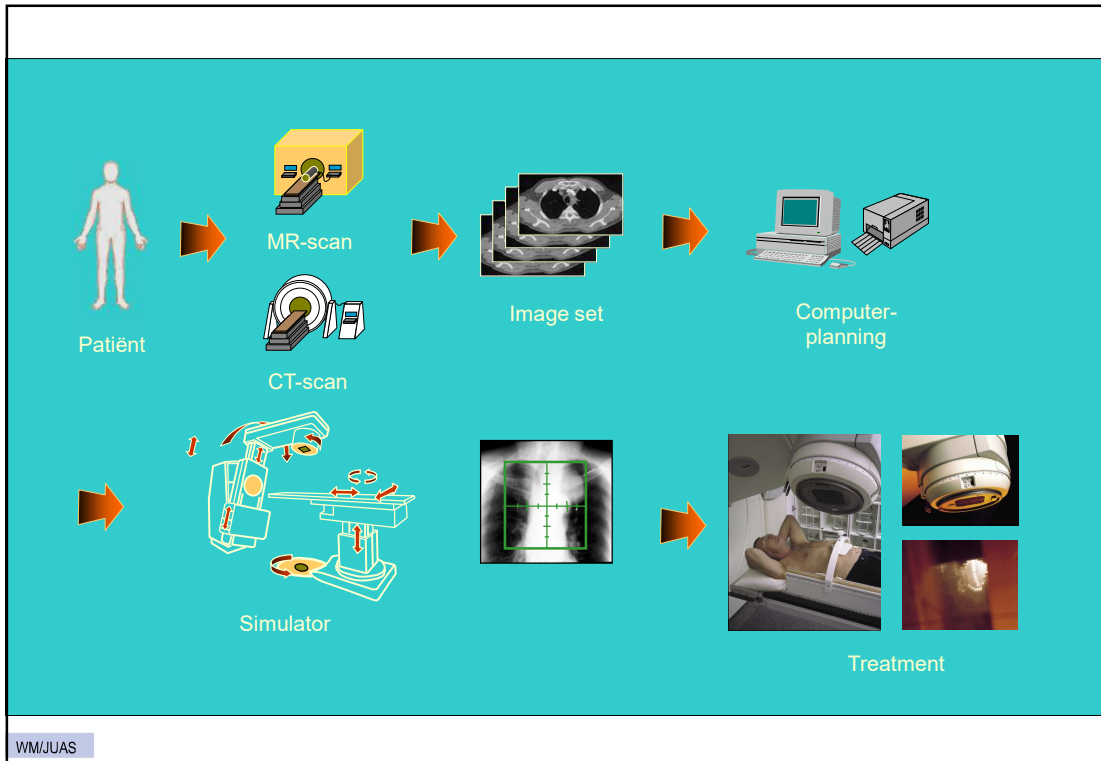 MR-scan
Patiënt
CT-scan
Image set
Computer-
planning
Simulator
Treatment
WM/JUAS